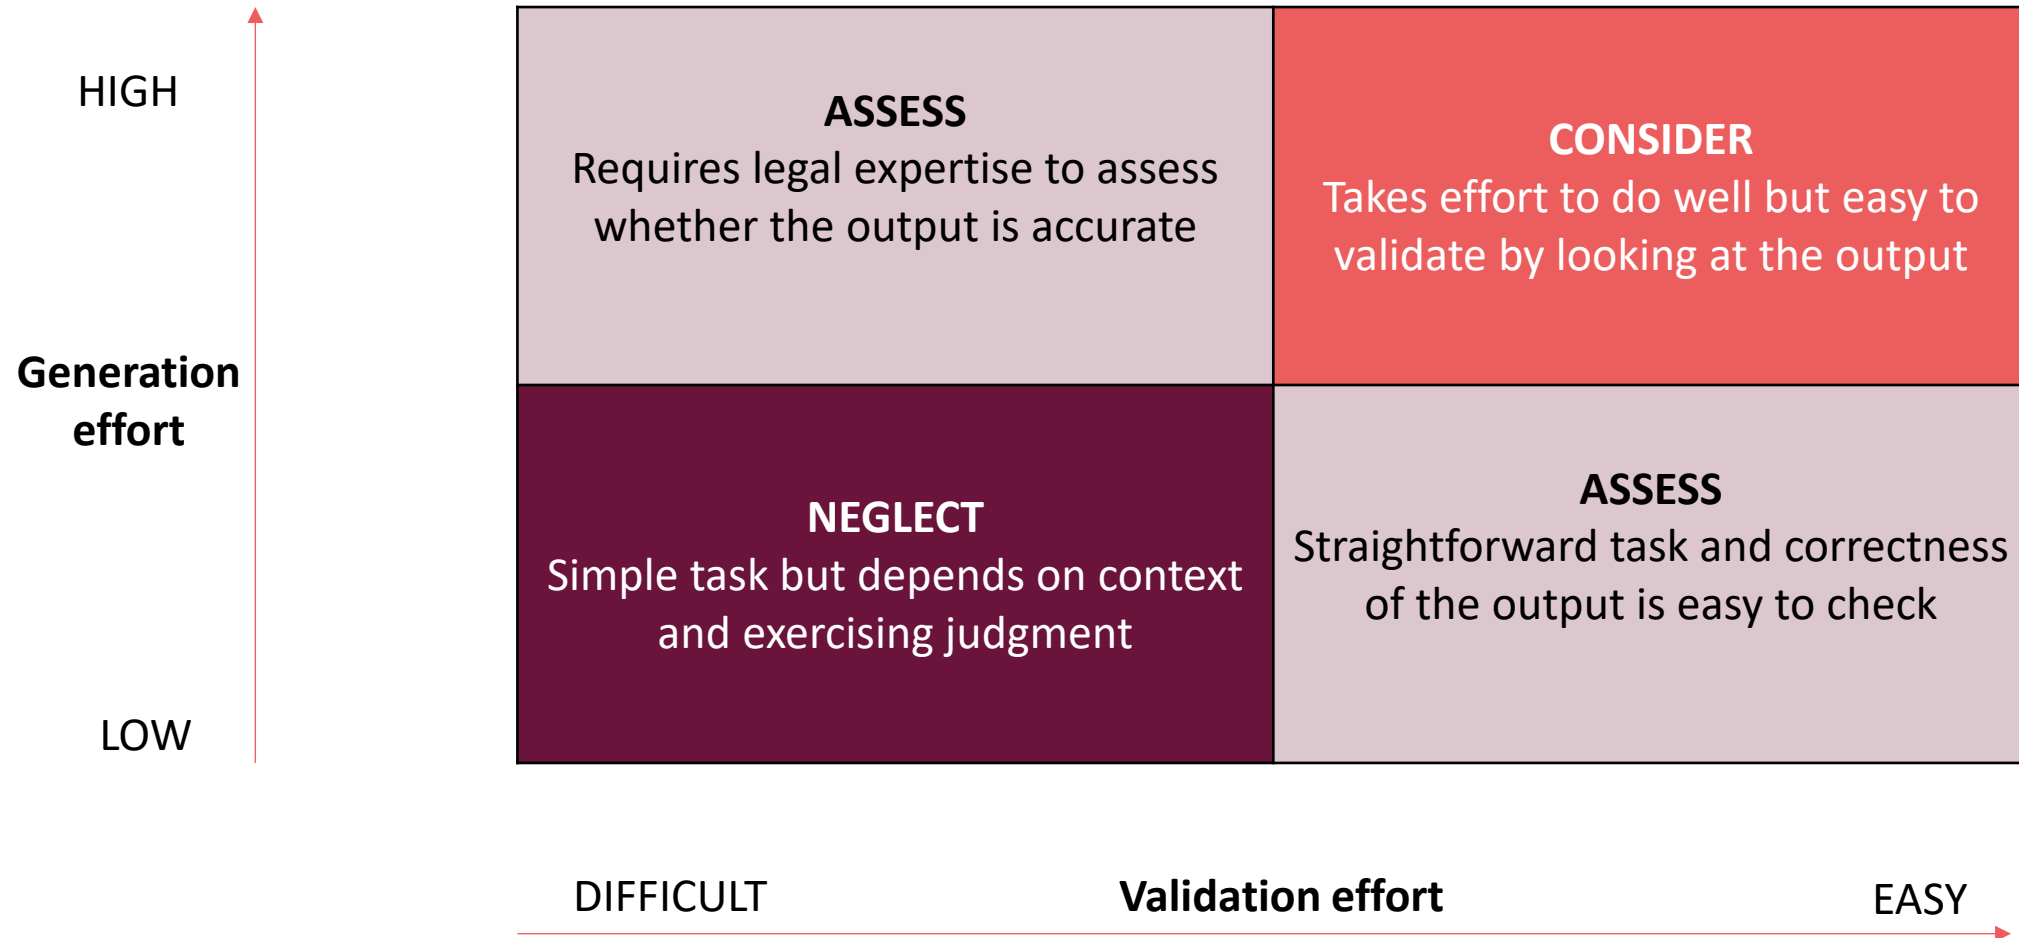 HIGH
Generation
effort
LOW
ASSESS
Requires legal expertise to assess
whether the output is accurate
CONSIDER
Takes effort to do well but easy to
validate by looking at the output
NEGLECT
Simple task but depends on context
and exercising judgment
ASSESS
Straightforward task and correctness
of the output is easy to check
DIFFICULT
Validation effort
EASY